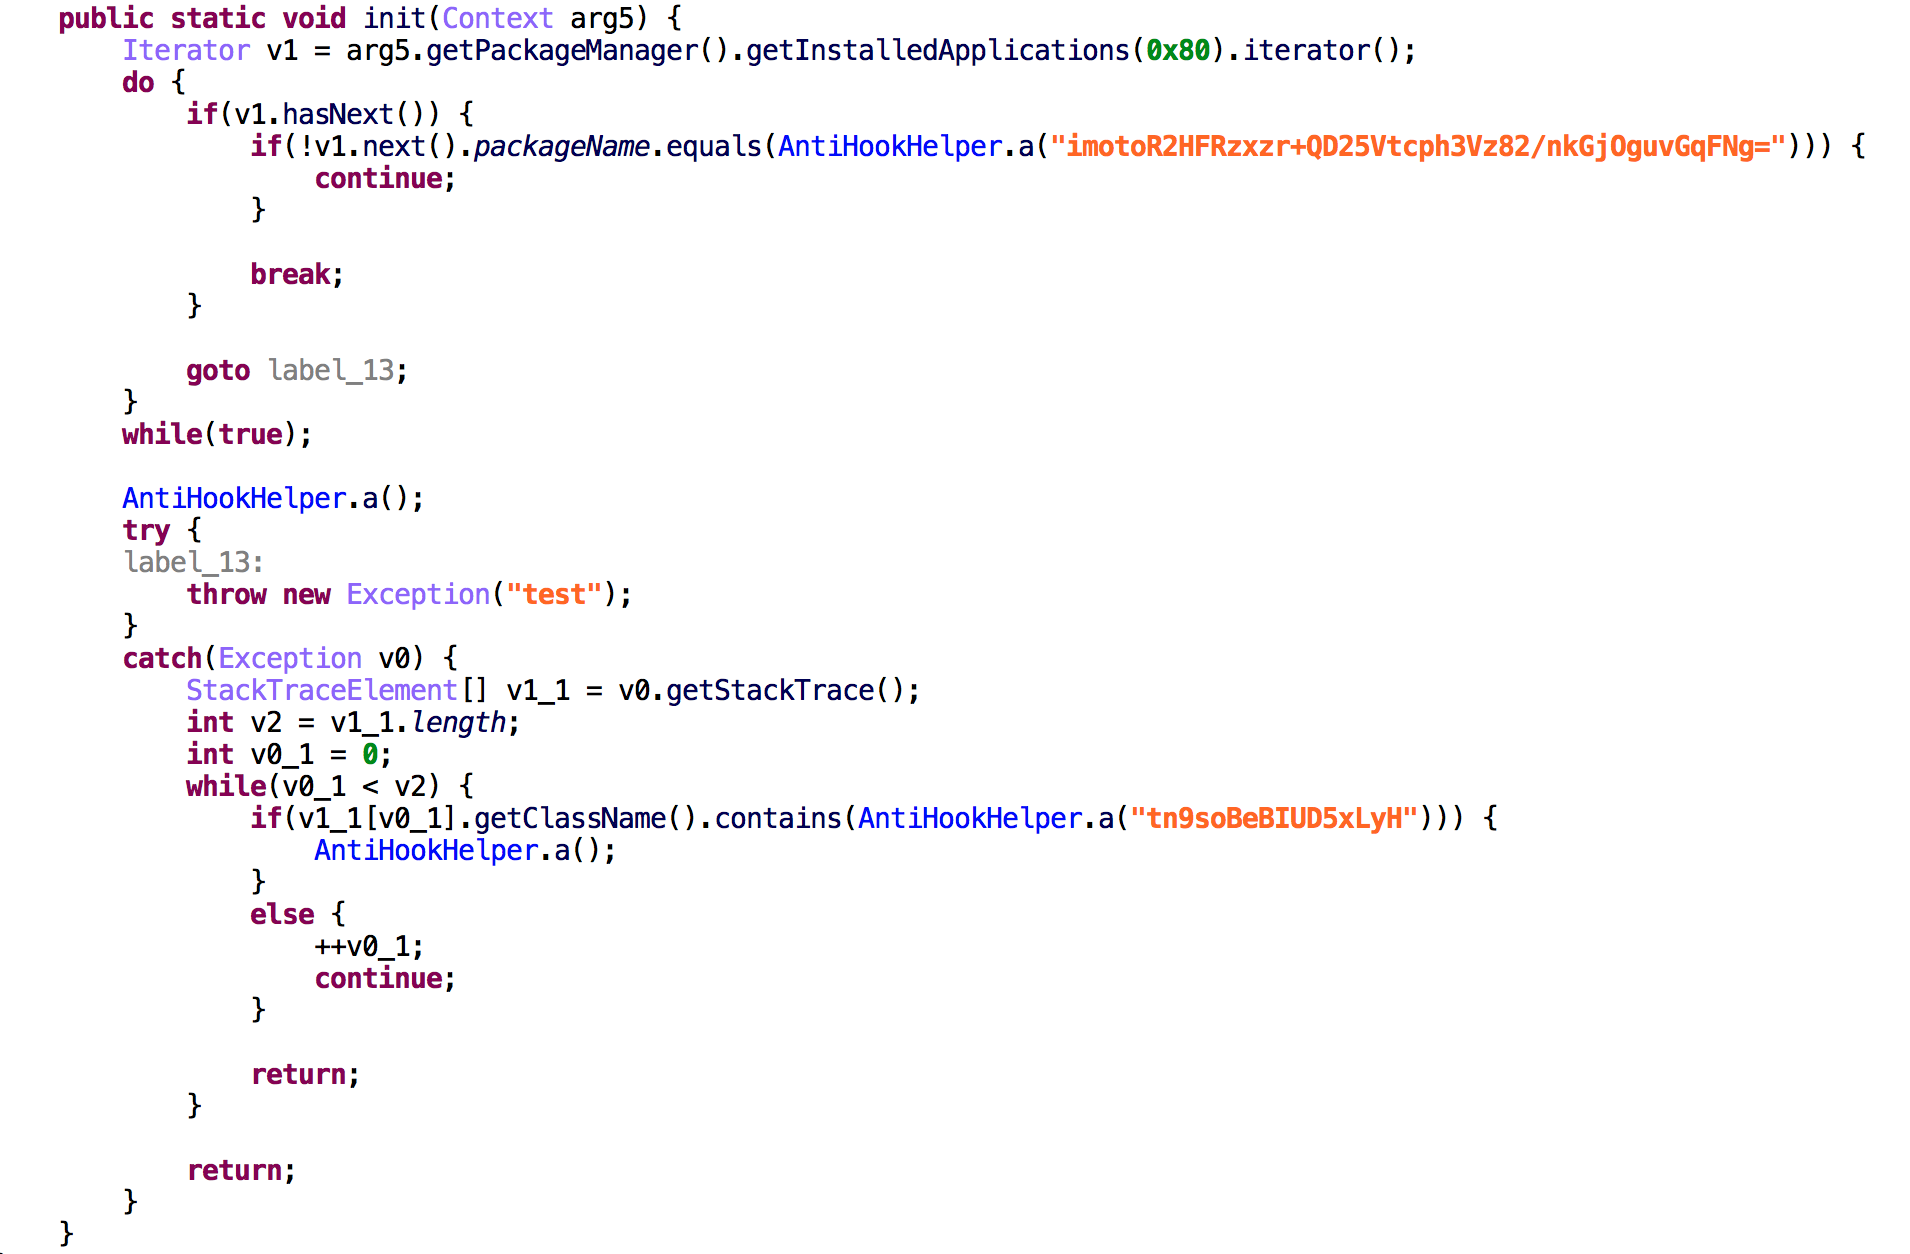 public static void init(Context arg5) {
    Iterator v1 = arg5.getPackageManager().getInstalledApplications(0x80).iterator();
    do {
        if(v1.hasNext()) {
            if(!v1.next().packageName.equals(AntiHookHelper.a("imotoR2HFRzxzr+QD25Vtcph3Vz82/nkGjOguvGqFNg="))) {
                continue;
            }

            break;
        }

        goto label_13;
    }
    while(true);

    AntiHookHelper.a();
    try {
    label_13:
        throw new Exception("test");
    }
    catch(Exception v0) {
        StackTraceElement[] v1_1 = v0.getStackTrace();
        int v2 = v1_1.length;
        int v0_1 = 0;
        while(v0_1 < v2) {
            if(v1_1[v0_1].getClassName().contains(AntiHookHelper.a("tn9soBeBIUD5xLyH"))) {
                AntiHookHelper.a();
            }
            else {
                ++v0_1;
                continue;
            }

            return;
        }

        return;
    }
}